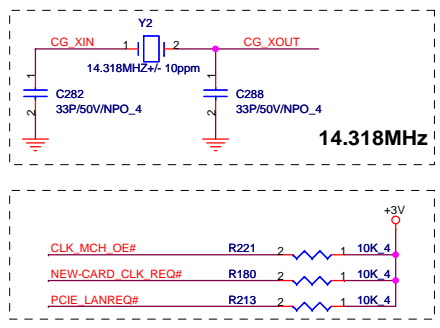 Y2
CG_XIN 1 2 CG_XOUT
14.318MHZ+/- 10ppm
1 1
C282 C288
33P/50V/NPO_4 33P/50V/NPO_4
2 2
14.318MHz
+3V
CLK_MCH_OE# R221 2 1 10K_4
NEW-CARD_CLK_REQ# R180 2 1 10K_4
PCIE_LANREQ# R213 2 1 10K_4